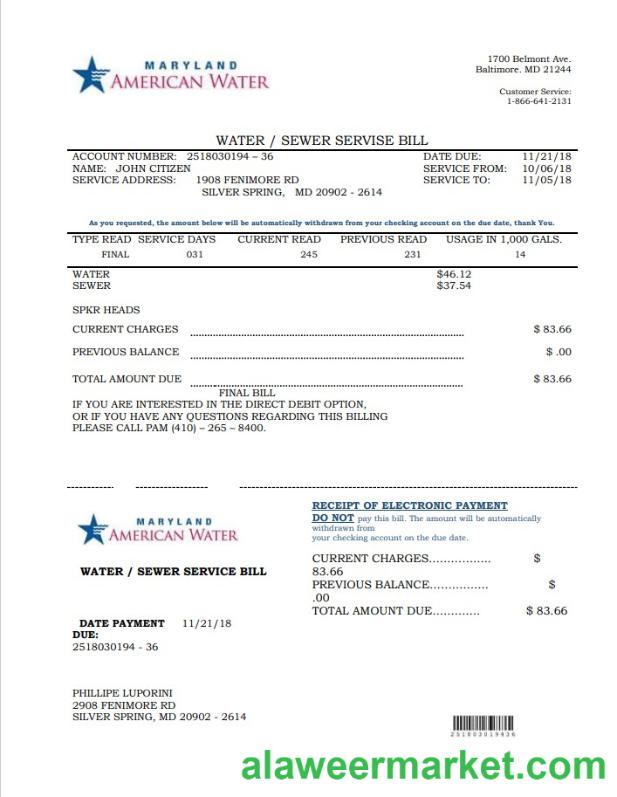 MARYLAND
AMERICAN WATER
1700 Belmont Ave.
Baltimore. MD 21244
Customer Service:
1-866-641-2131
WATER / SEWER SERVISE BILL
ACCOUNT NUMBER: 2518030194 – 36 DATE DUE: 11/21/18
NAME: JOHN CITIZEN SERVICE FROM: 10/06/18
SERVICE ADDRESS: 1908 FENIMORE RD SERVICE TO: 11/05/18
SILVER SPRING, MD 20902 - 2614
As you requested, the amount below will be automatically withdrawn from your checking account on the due date, thank You.
TYPE READ SERVICE DAYS CURRENT READ PREVIOUS READ USAGE IN 1,000 GALS.
FINAL 031 245 231 14
WATER $46.12
SEWER $37.54
SPKR HEADS
CURRENT CHARGES $ 83.66
PREVIOUS BALANCE $ .00
TOTAL AMOUNT DUE $ 83.66
FINAL BILL
IF YOU ARE INTERESTED IN THE DIRECT DEBIT OPTION,
OR IF YOU HAVE ANY QUESTIONS REGARDING THIS BILLING
PLEASE CALL PAM (410) – 265 – 8400.
MARYLAND
AMERICAN WATER
WATER / SEWER SERVICE BILL
DATE PAYMENT 11/21/18
DUE:
2518030194 - 36
RECEIPT OF ELECTRONIC PAYMENT
DO NOT pay this bill. The amount will be automatically
withdrawn from
your checking account on the due date.
CURRENT CHARGES................ $
83.66
PREVIOUS BALANCE............... $
.00
TOTAL AMOUNT DUE............ $ 83.66
PHILLIPE LUPORINI
2908 FENIMORE RD
SILVER SPRING, MD 20902 - 2614
251803019436
alaweermarket.com